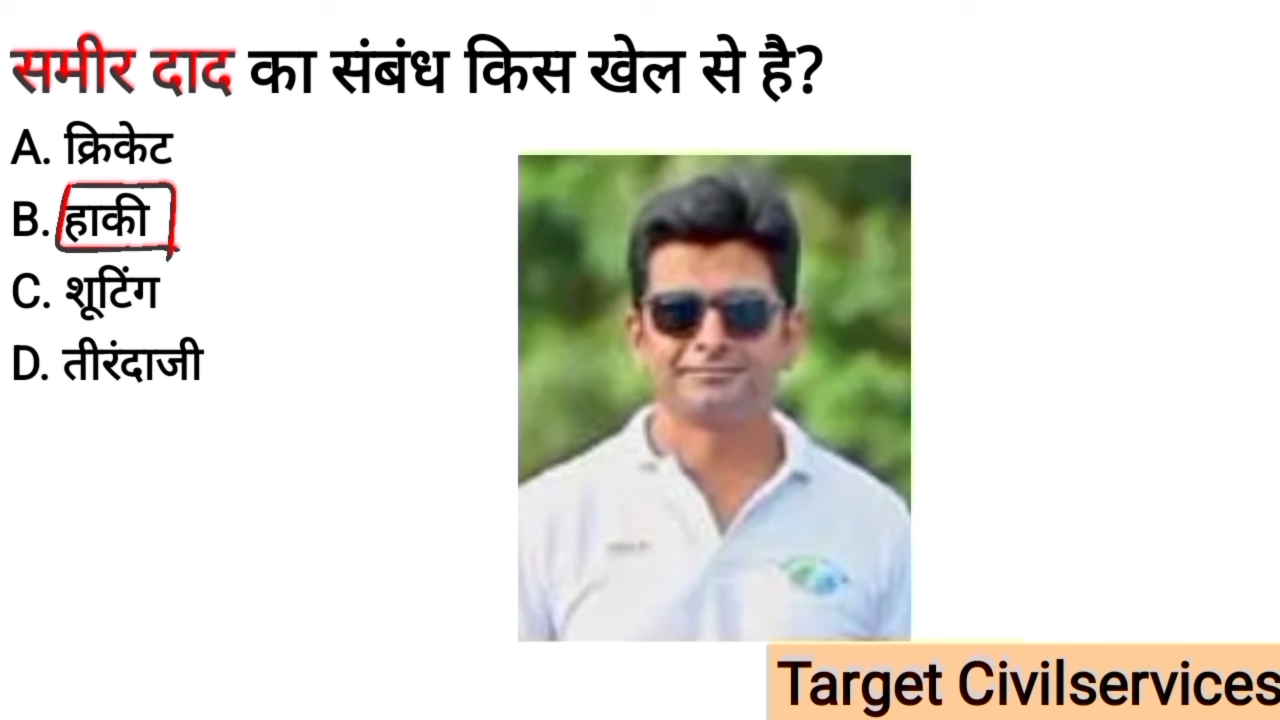 समीर दाद का संबंध किस खेल से है?
A. क्रिकेट
B. हाकी
C. शूटिंग
D. तीरंदाजी
Target Civilservices